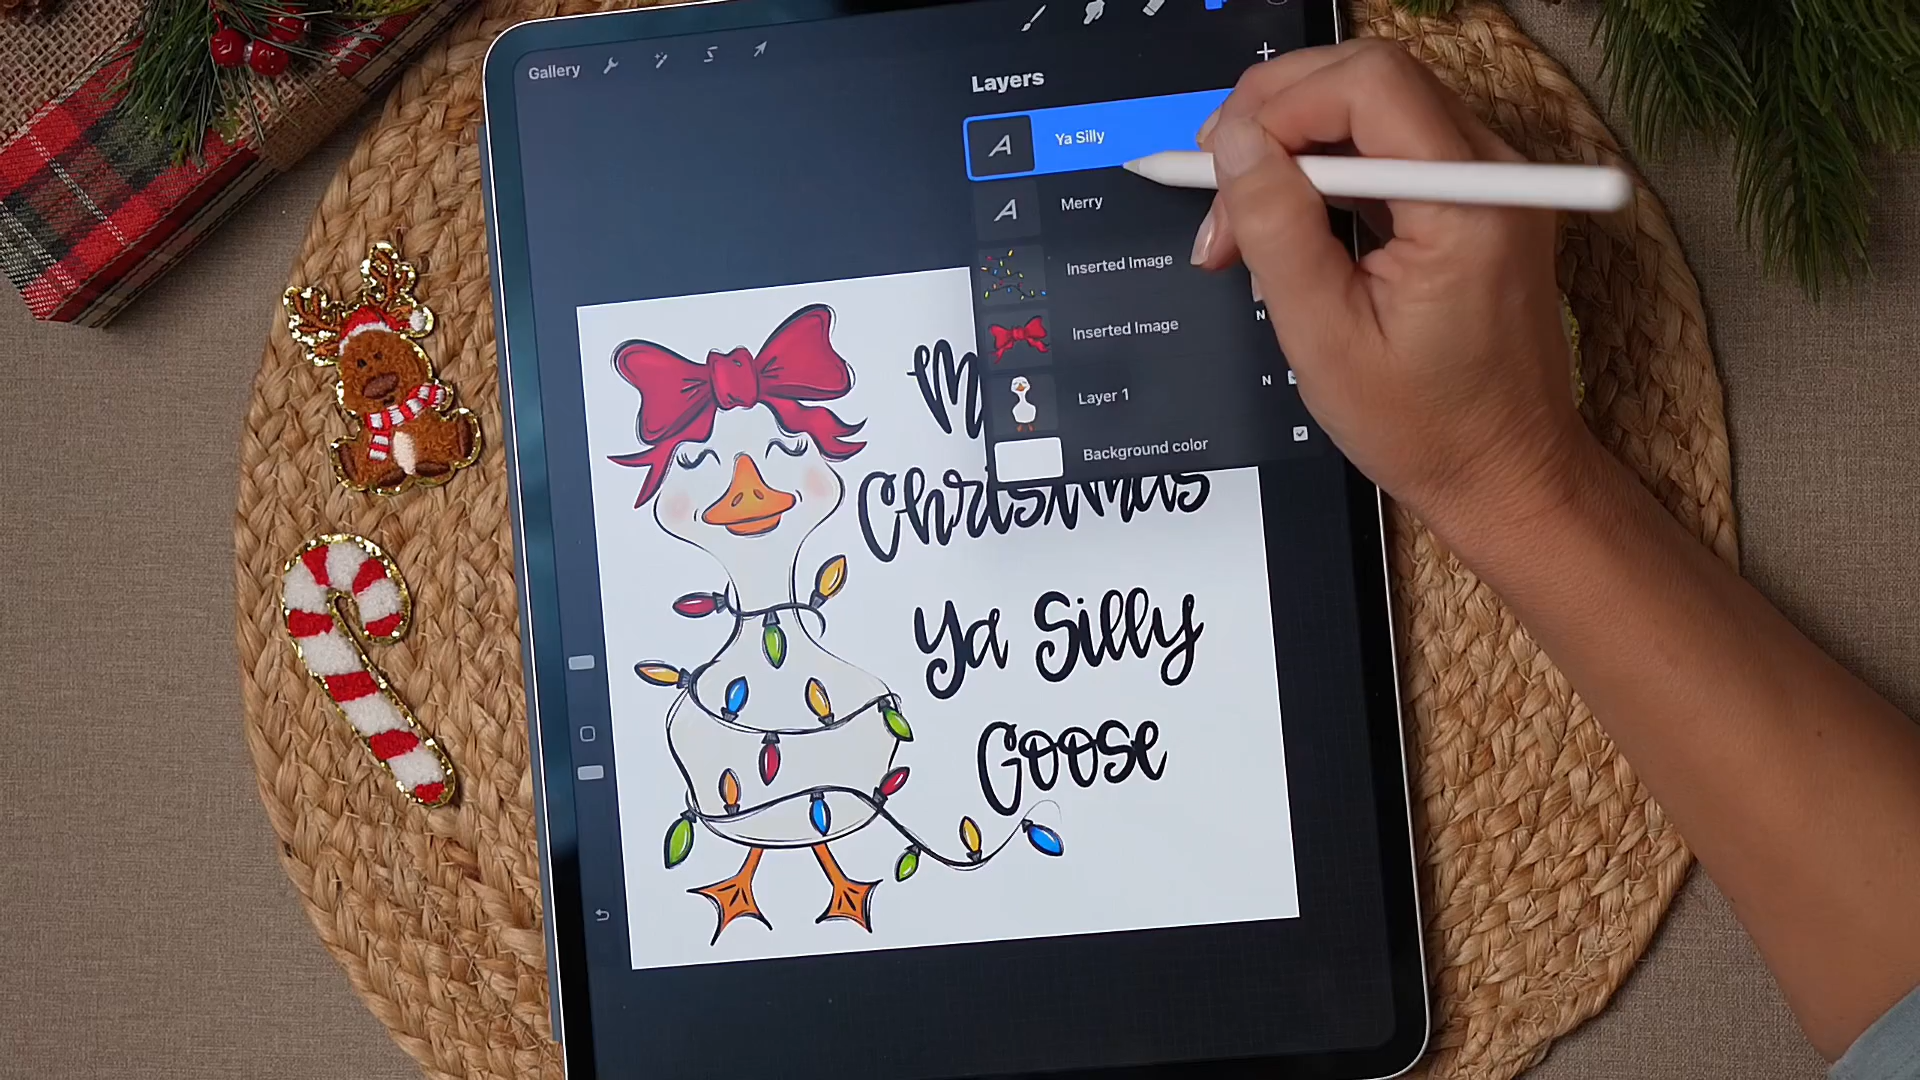 Gallery
Layers
Ya Silly
Merry
Inserted Image
Inserted Image
N
Layer 1
N
Background color
Christmas
Ya Silly
Goose